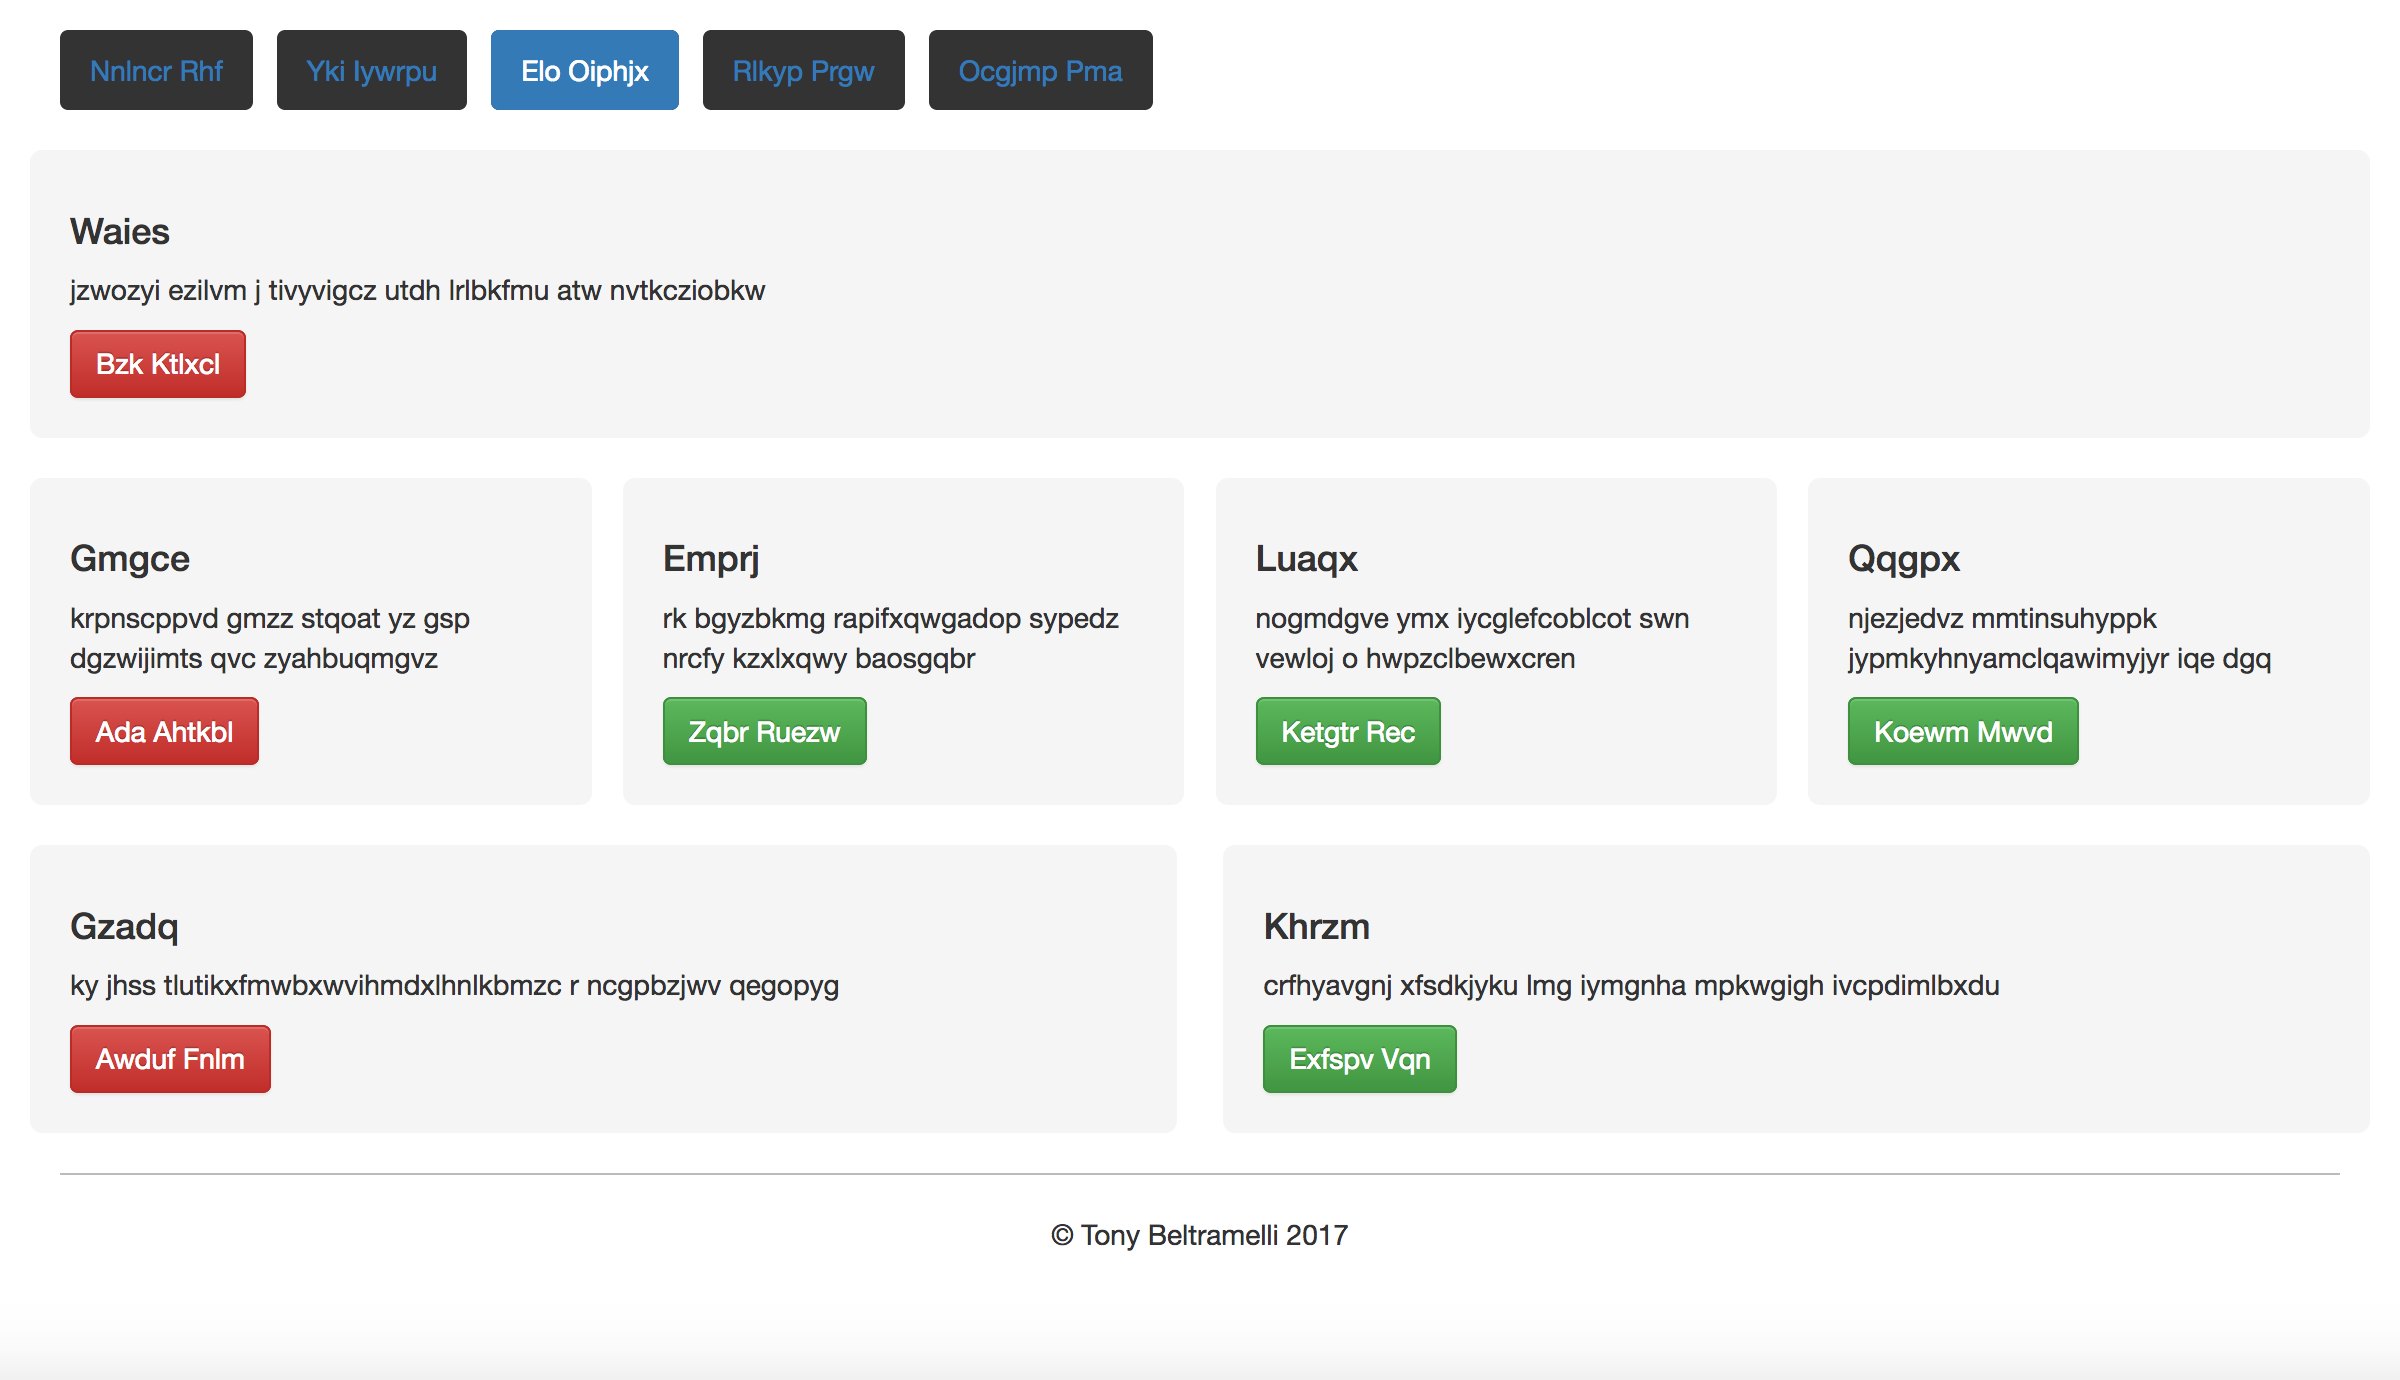 Nnlncr Rhf
Yki Iywrpu
Elo Oiphjx
Rlkyp Prgw
Ocgjmp Pma
Waies
jzwozyi ezilvm j tivyvigcz utdh lrlbkfmu atw nvtkcziobkw
Bzk Ktlxcl
Gmgce
krpnscppvd gmzz stqoat yz gsp
dgzwijimts qvc zyahbuqmgvz
Ada Ahtkbl
Emprj
rk bgyzbkmg rapifxqwgadop sypedz
nrcfy kzxlxqwy baosgqbr
Zqbr Ruezw
Luaqx
nogmdgve ymx iycglefcoblcot swn
vewloj o hwpzclbewxcren
Ketgtr Rec
Qqgpx
njezjedvz mmtinsuhyppk
jypmkyhnyamclqawimyjyr iqe dgq
Koewm Mwvd
Gzadq
ky jhss tlutikxfmwbxwvihmdxlhnlkbmzc r ncgpbzjwv qegopyg
Awduf Fnlm
Khrzm
crfhyavgnj xfsdkjyku lmg iymgnha mpkwgigh ivcpdimlbxdu
Exfspv Vqn
© Tony Beltramelli 2017